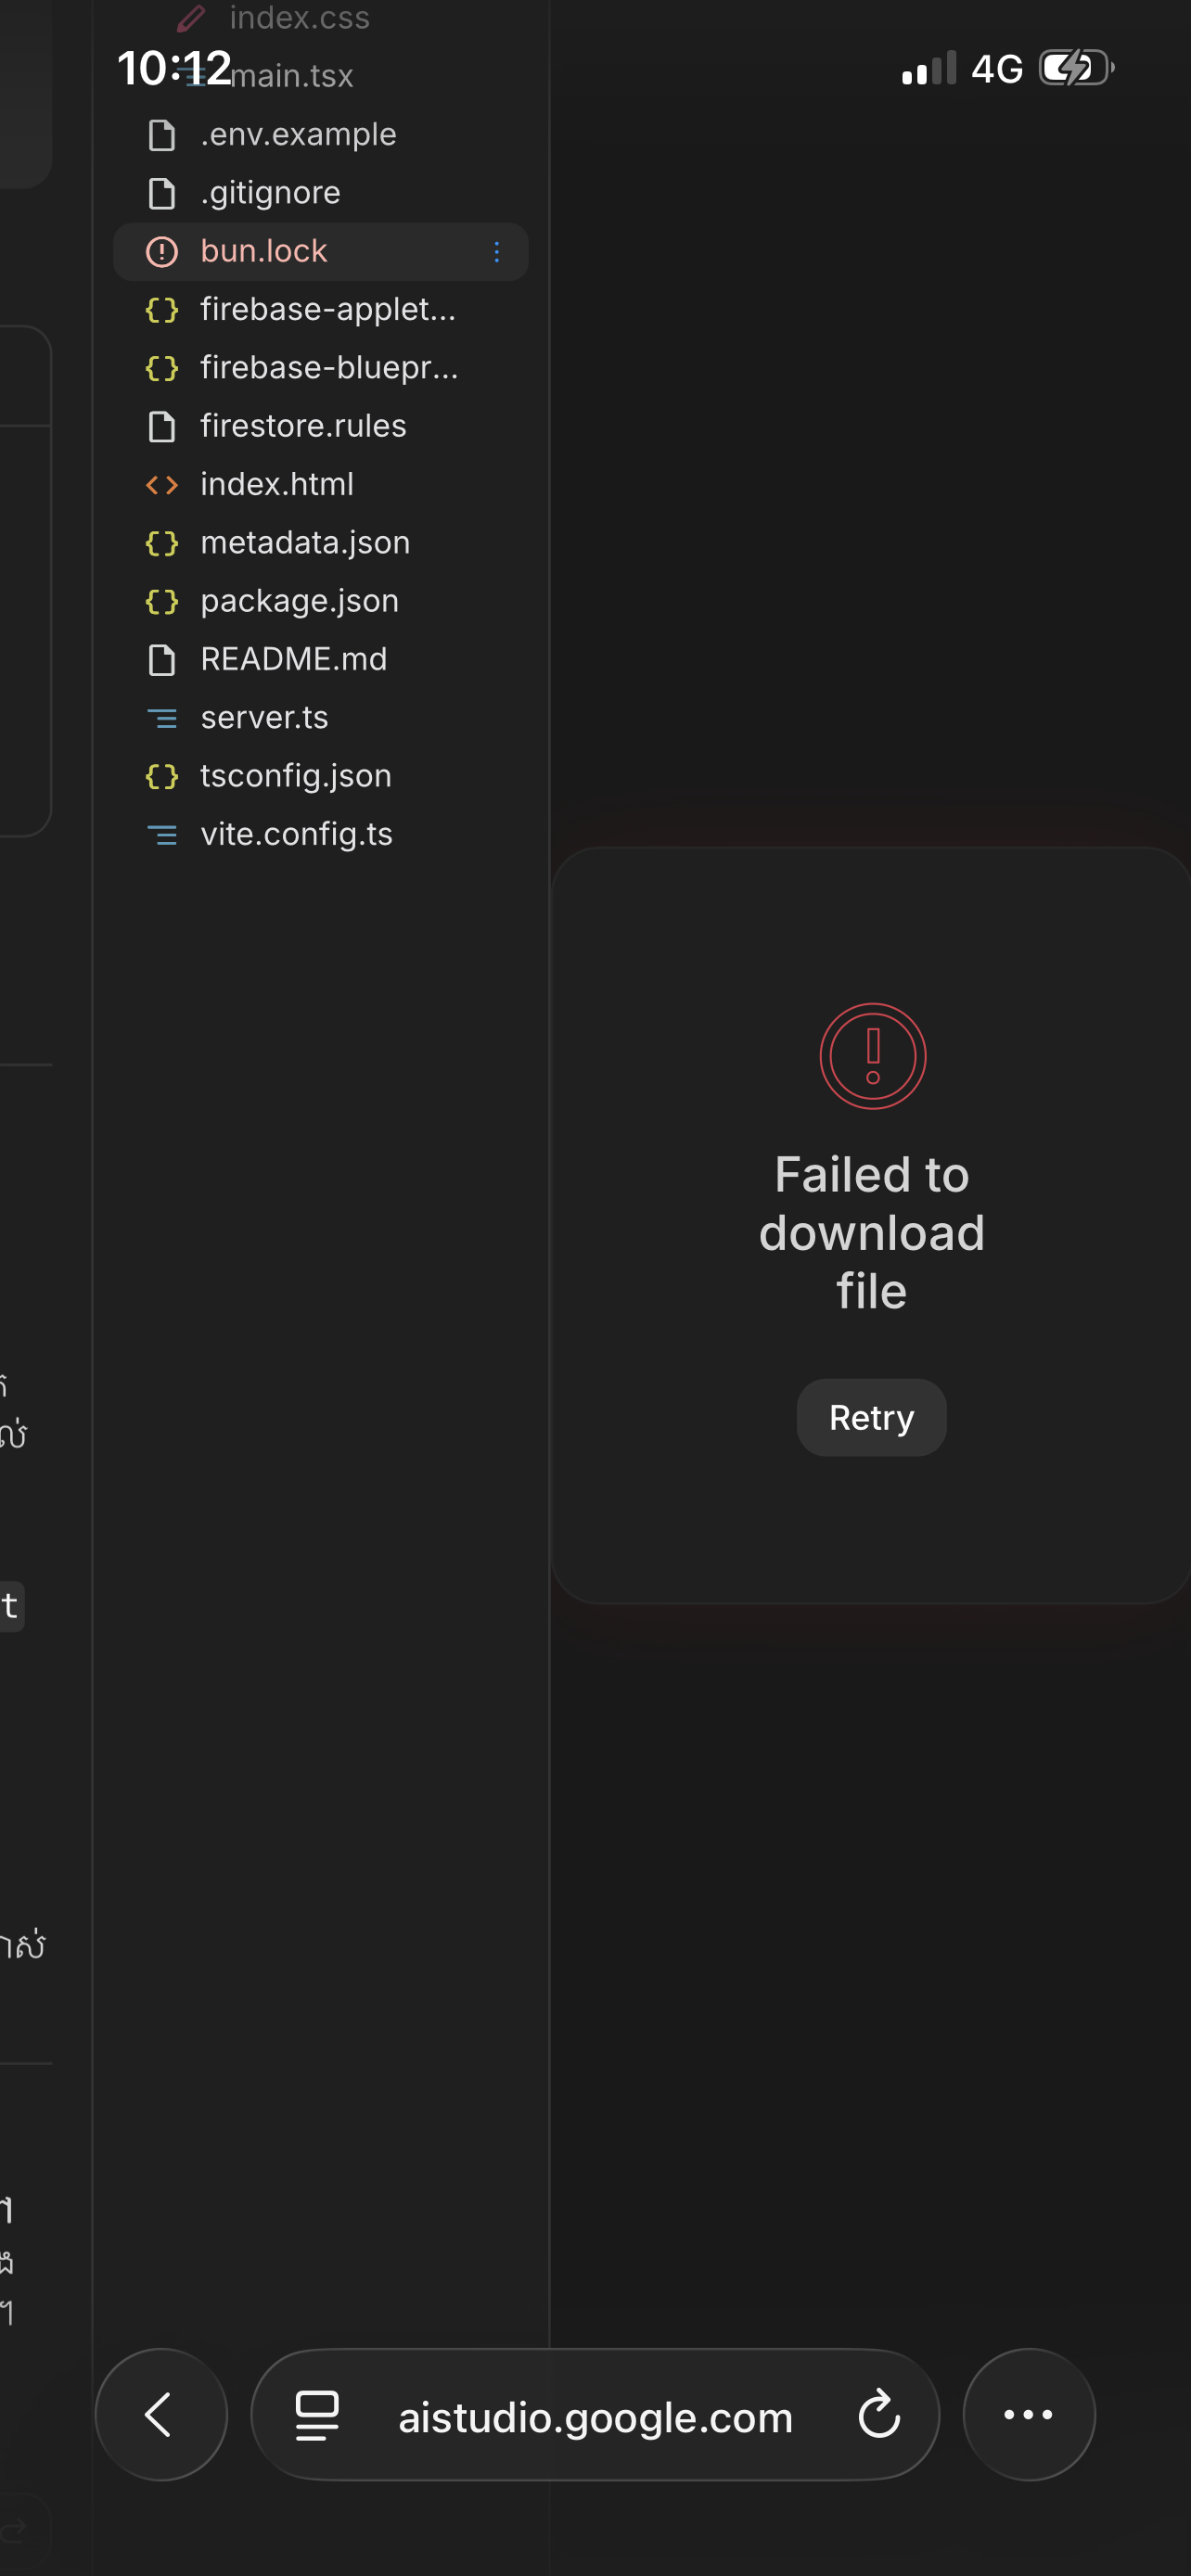 index.css
10:12
main.tsx
4G
.env.example
.gitignore
bun.lock
firebase-applet...
firebase-bluepr...
firestore.rules
index.html
metadata.json
package.json
README.md
server.ts
tsconfig.json
vite.config.ts
Failed to
download
file
Retry
t
aistudio.google.com